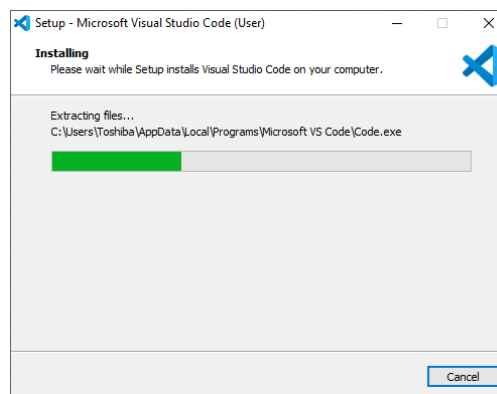 Setup - Microsoft Visual Studio Code (User)
Installing
Please wait while Setup installs Visual Studio Code on your computer.
Extracting files...
C:\Users\Toshiba\AppData\Local\Programs\Microsoft VS Code\Code.exe
Cancel